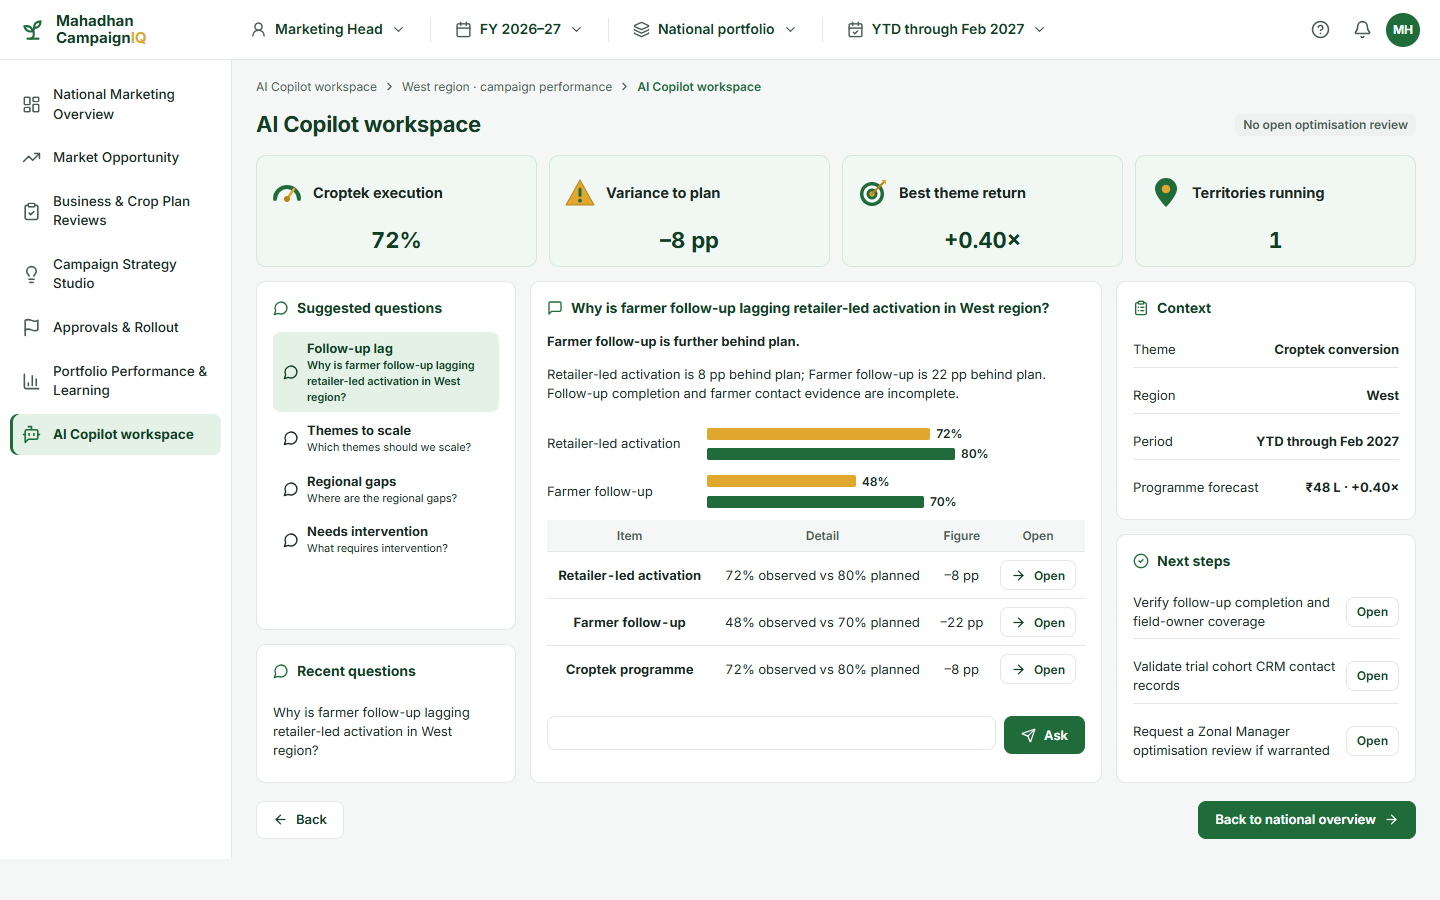 Mahadhan
CampaignIQ
Marketing Head
FY 2026–27
National portfolio
YTD through Feb 2027
MH
National Marketing
Overview
Market Opportunity
Business & Crop Plan
Reviews
Campaign Strategy
Studio
Approvals & Rollout
Portfolio Performance &
Learning
AI Copilot workspace
AI Copilot workspace > West region · campaign performance > AI Copilot workspace
AI Copilot workspace
No open optimisation review
Croptek execution
72%
Variance to plan
−8 pp
Best theme return
+0.40×
Territories running
1
Suggested questions
Follow-up lag
Why is farmer follow-up lagging
retailer-led activation in West
region?
Themes to scale
Which themes should we scale?
Regional gaps
Where are the regional gaps?
Needs intervention
What requires intervention?
Recent questions
Why is farmer follow-up lagging
retailer-led activation in West
region?
Why is farmer follow-up lagging retailer-led activation in West region?
Farmer follow-up is further behind plan.
Retailer-led activation is 8 pp behind plan; Farmer follow-up is 22 pp behind plan.
Follow-up completion and farmer contact evidence are incomplete.
Retailer-led activation
72%
80%
Farmer follow-up
48%
70%
Item Detail Figure Open
Retailer-led activation 72% observed vs 80% planned −8 pp Open
Farmer follow-up 48% observed vs 70% planned −22 pp Open
Croptek programme 72% observed vs 80% planned −8 pp Open
Ask
Context
Theme Croptek conversion
Region West
Period YTD through Feb 2027
Programme forecast ₹48 L · +0.40×
Next steps
Verify follow-up completion and
field-owner coverage
Open
Validate trial cohort CRM contact
records
Open
Request a Zonal Manager
optimisation review if warranted
Open
Back
Back to national overview